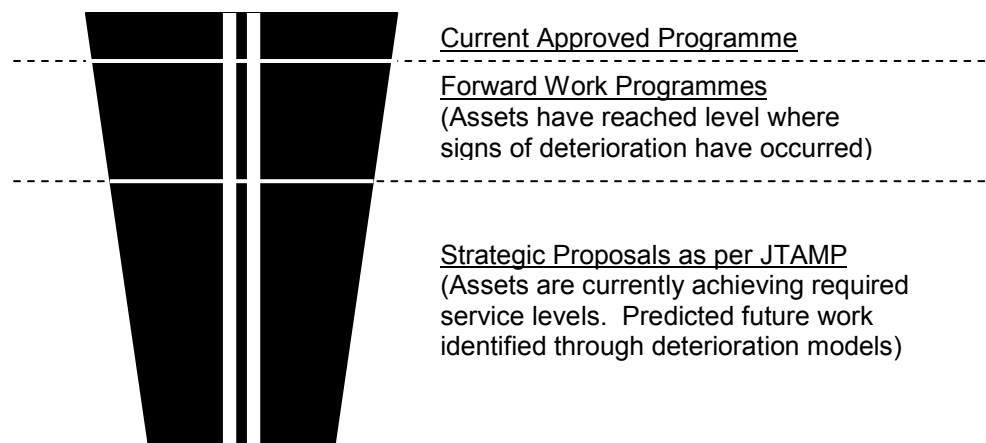 Current Approved Programme
Forward Work Programmes
(Assets have reached level where
signs of deterioration have occurred)
Strategic Proposals as per JTAMP
(Assets are currently achieving required
service levels.  Predicted future work
identified through deterioration models)